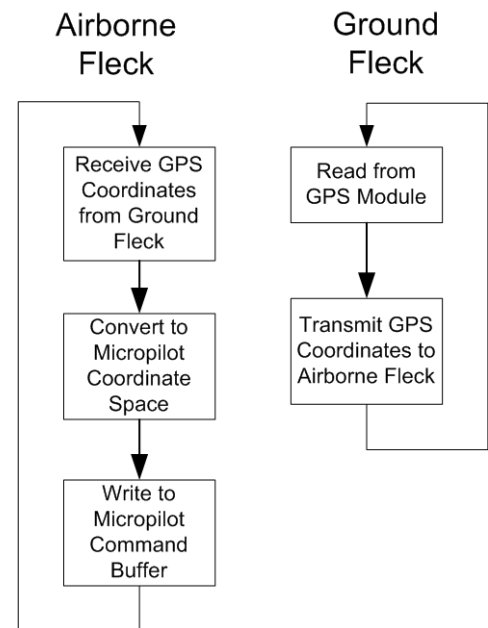 Airborne
Fleck
Receive GPS
Coordinates
from Ground
Fleck
Convert to
Micropilot
Coordinate
Space
Write to
Micropilot
Command
Buffer
Ground
Fleck
Read from
GPS Module
Transmit GPS
Coordinates to
Airborne Fleck